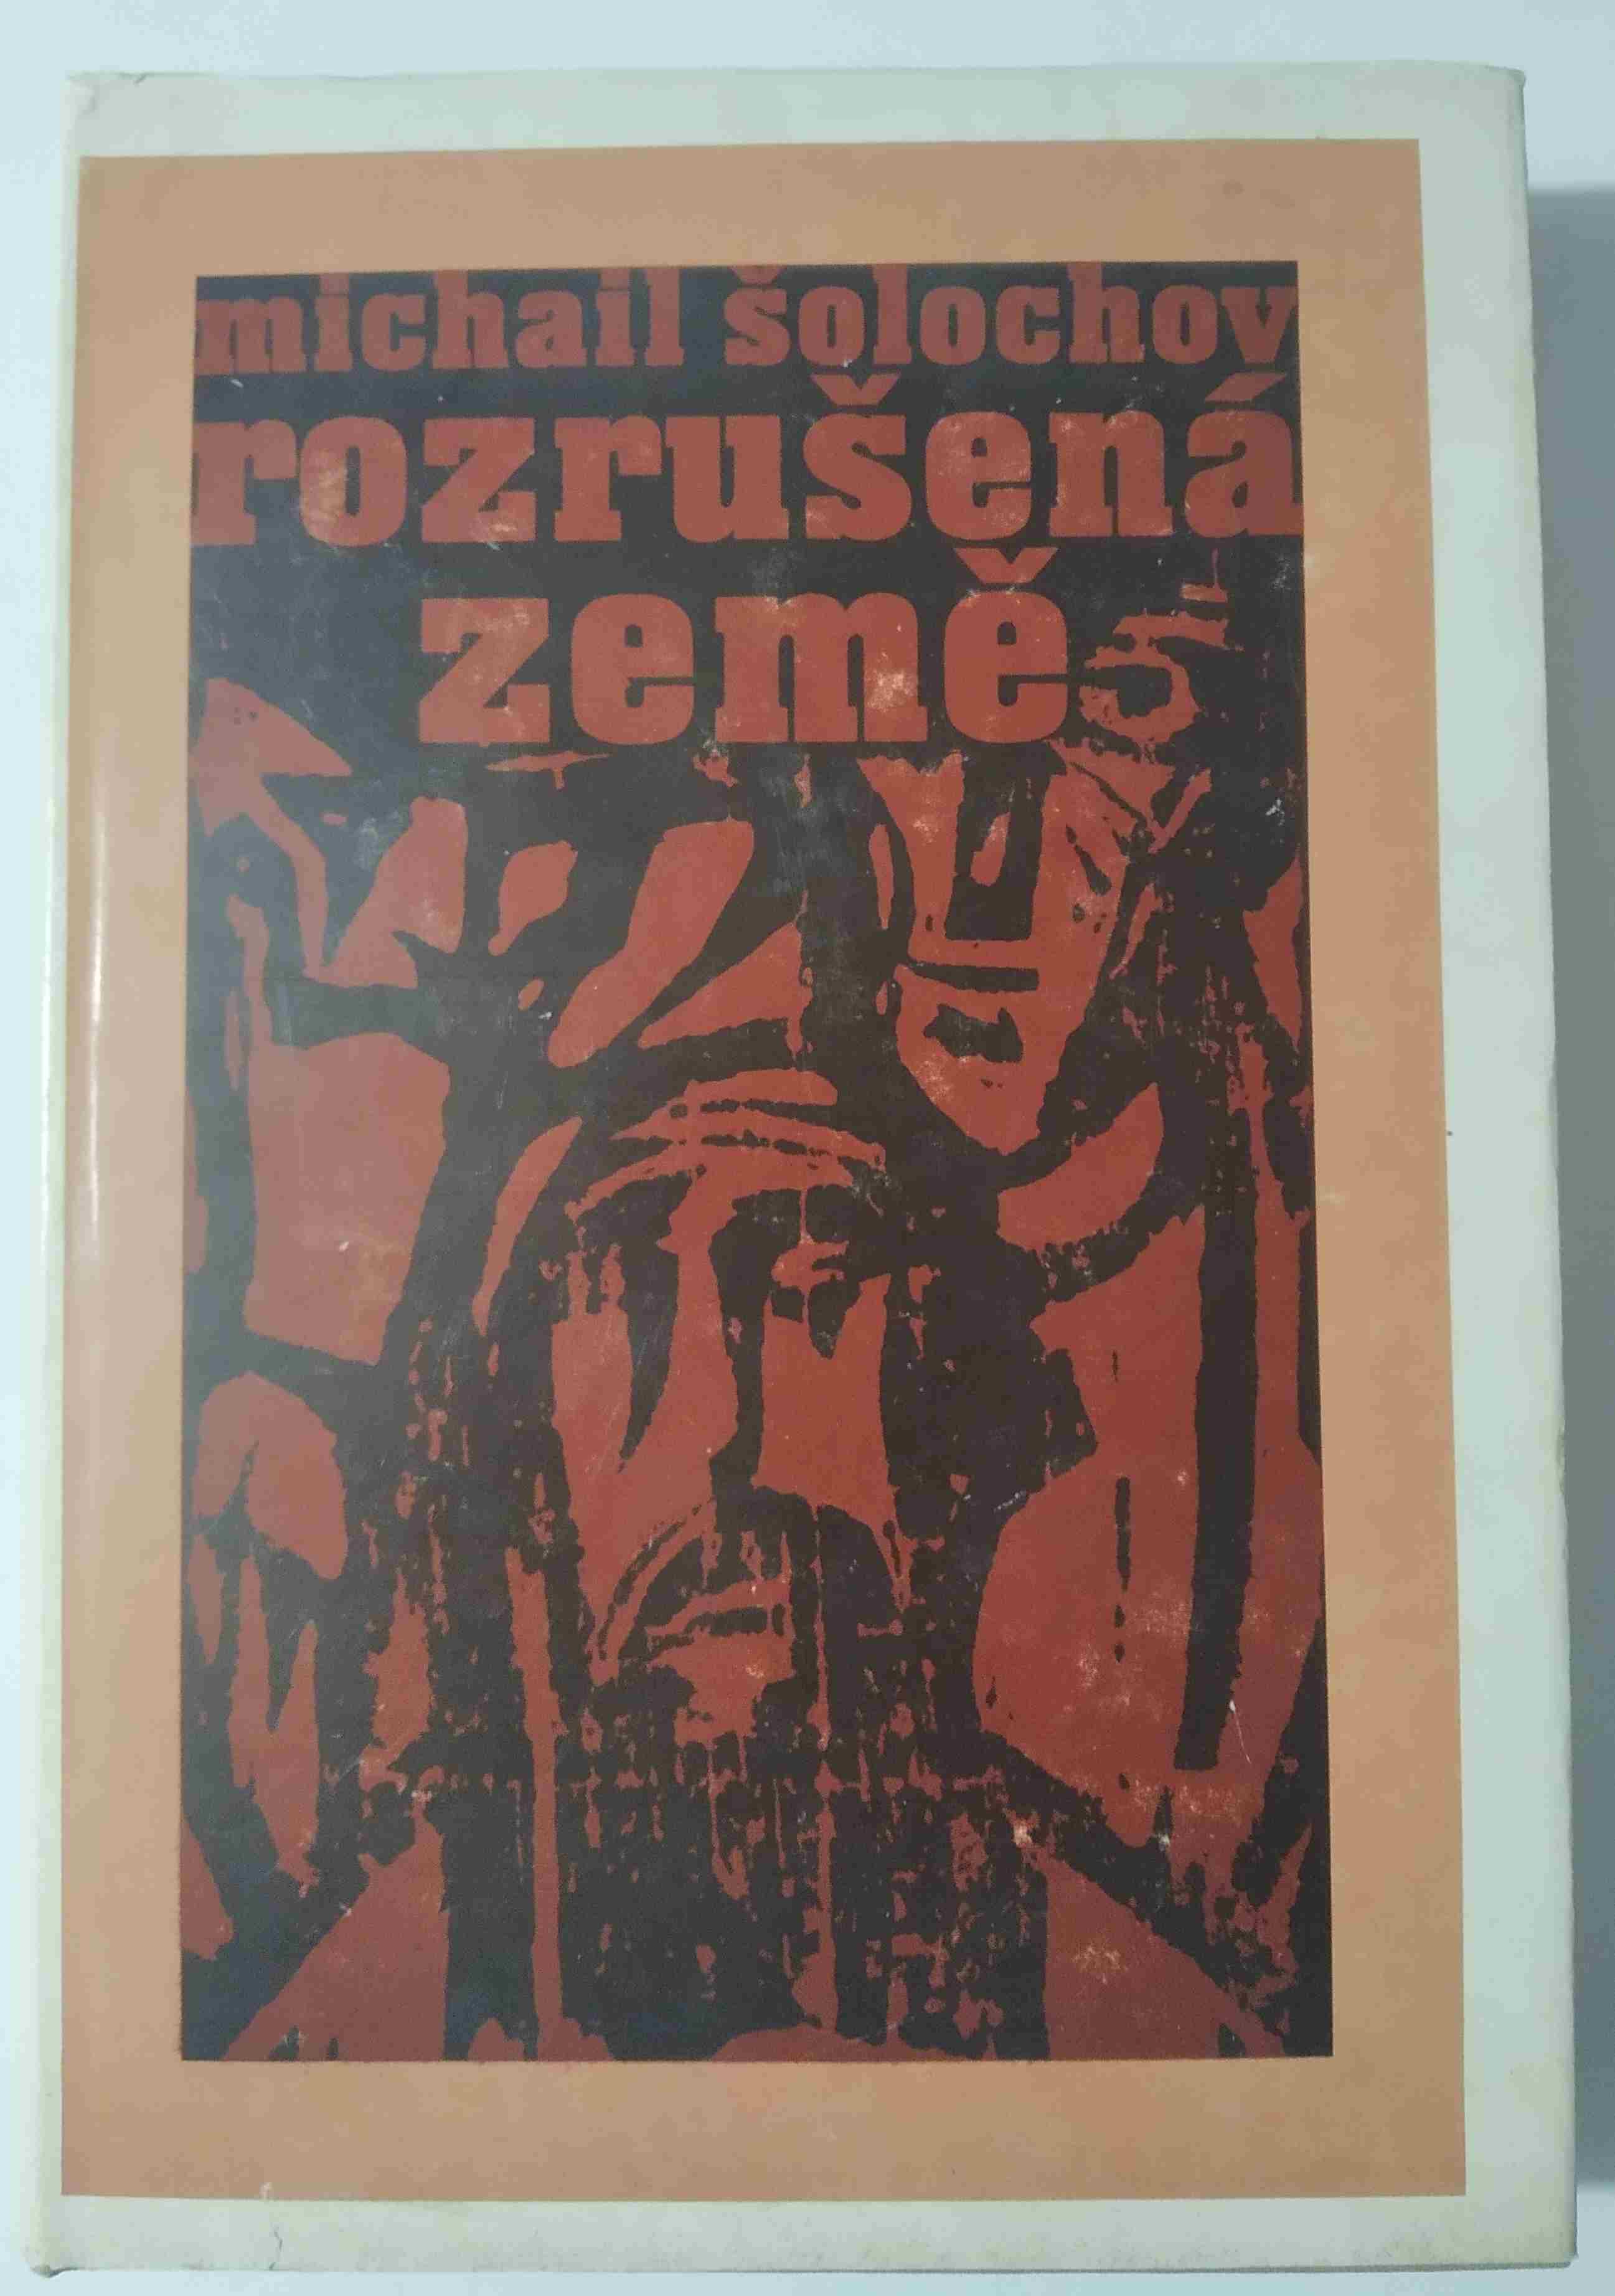 michail šolochov
rozrušená
země